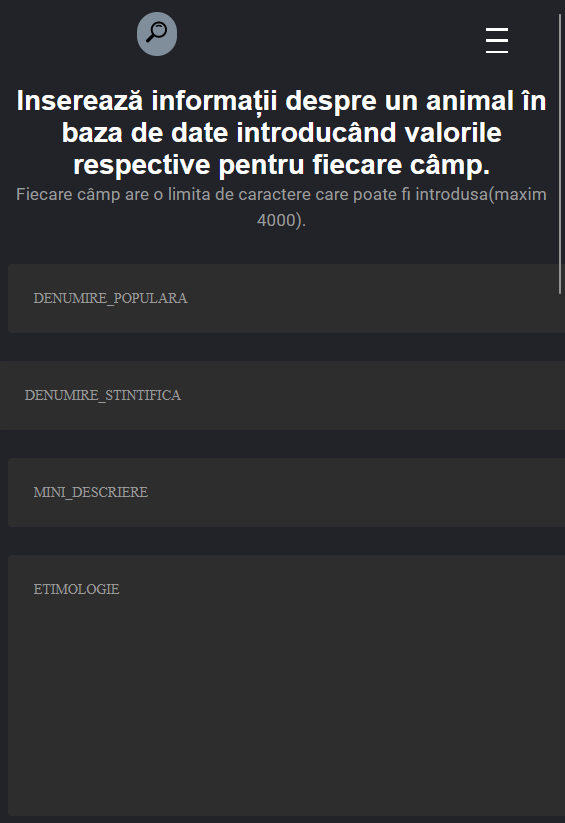 Inserează informații despre un animal în
baza de date introducând valorile
respective pentru fiecare câmp.
Fiecare câmp are o limita de caractere care poate fi introdusa(maxim
4000).
DENUMIRE_POPULARA
DENUMIRE_STINTIFICA
MINI_DESCRIERE
ETIMOLOGIE